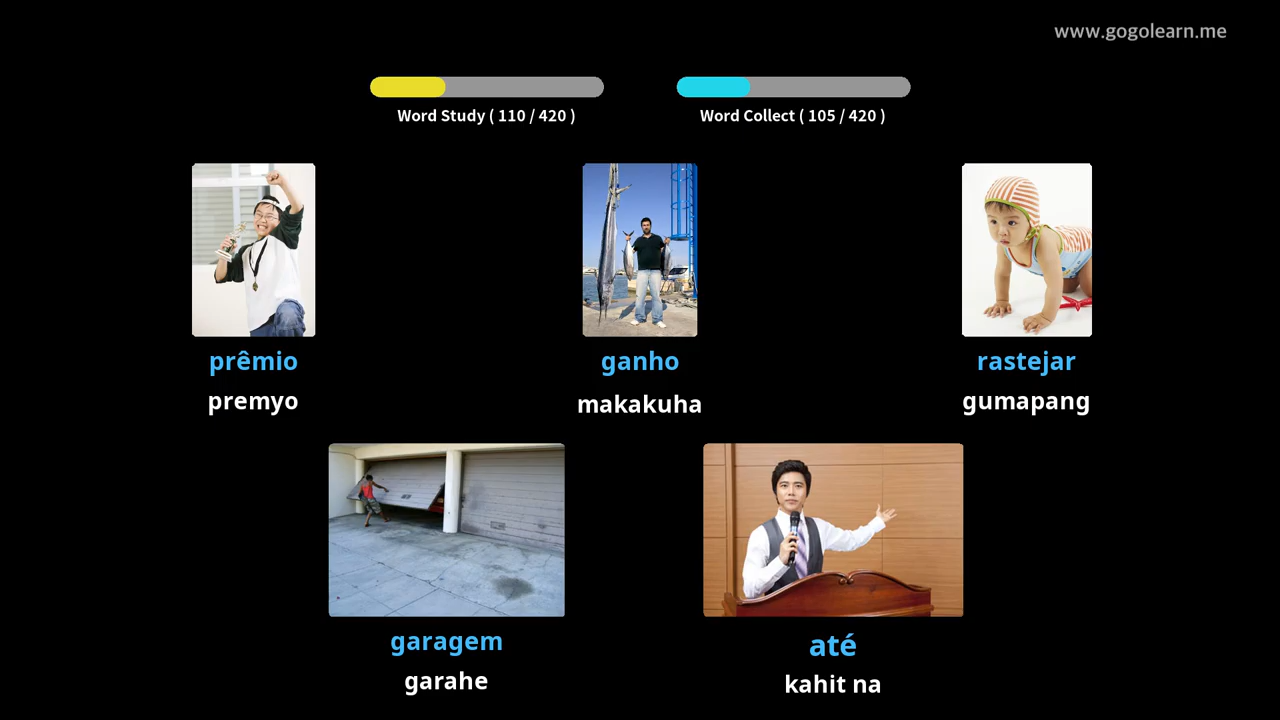 www.gogolearn.me
Word Study ( 110 / 420 )
Word Collect ( 105 / 420 )
prêmio
premyo
ganho
makakuha
rastejar
gumapang
garagem
garahe
até
kahit na